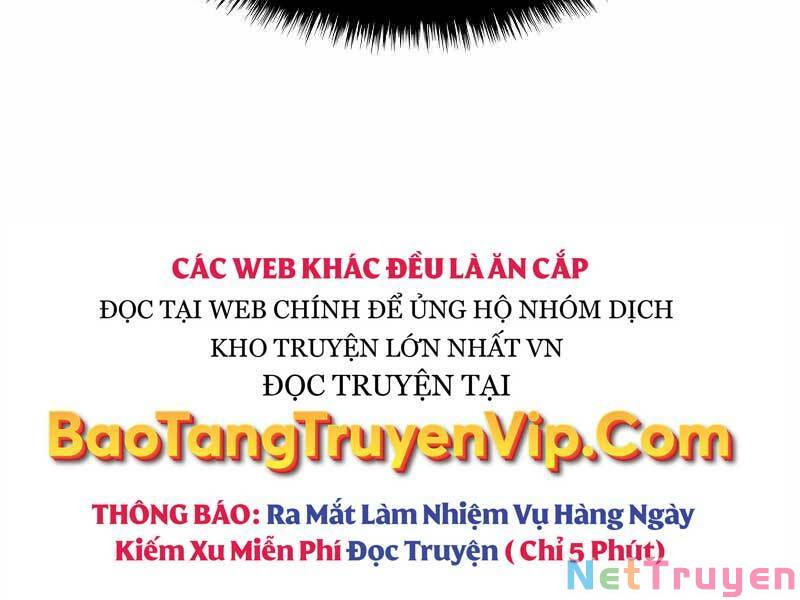 CÁC WEB KHÁC ĐỀU LÀ ĂN CẮP
ĐỌC TẠI WEB CHÍNH ĐỂ ỦNG HỘ NHÓM DỊCH
KHO TRUYỆN LỚN NHẤT VN
ĐỌC TRUYỆN TẠI
BaoTangTruyenVip.Com
THÔNG BÁO: Ra Mắt Làm Nhiệm Vụ Hàng Ngày
Kiếm Xu Miễn Phí Đọc Truyện ( Chỉ 5 Phút)
NetTruyen